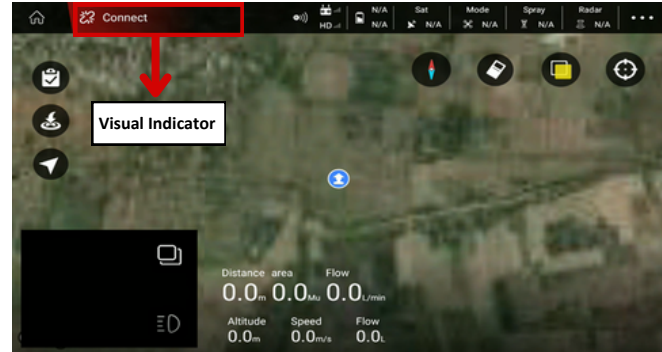 Connect
HD
N/A
N/A
Sat
N/A
Mode
N/A
Spray
N/A
Radar
N/A
Visual Indicator
Distance area Flow
0.0m 0.0Mu 0.0L/min
Altitude Speed Flow
0.0m 0.0m/s 0.0L